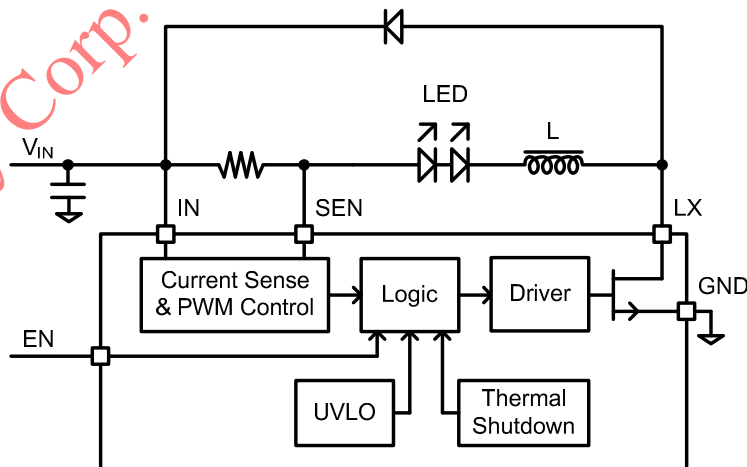 Corp.
LED
VIN
L
IN
SEN
LX
Current Sense
& PWM Control
Logic
Driver
GND
EN
UVLO
Thermal
Shutdown